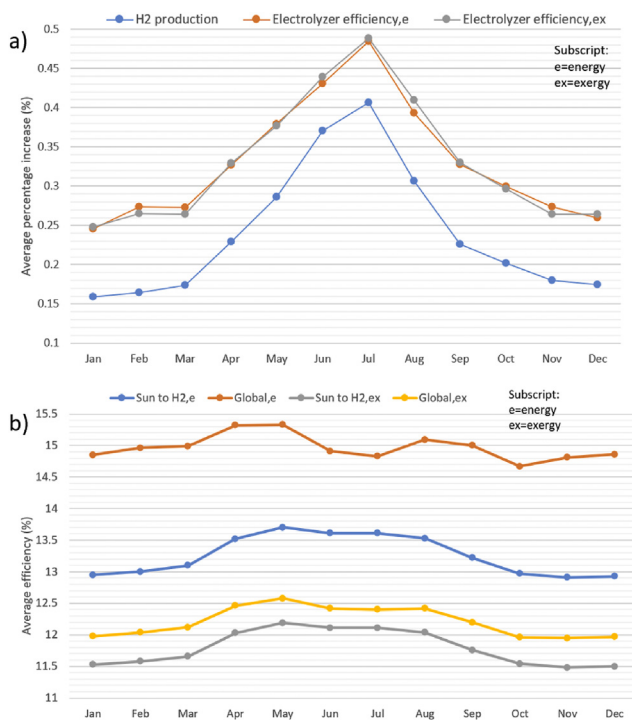 a)
H2 production Electrolyzer efficiency,e Electrolyzer efficiency,ex
Subscript:
e=energy
ex=exergy
Average percentage increase (%)
0.5
0.45
0.4
0.35
0.3
0.25
0.2
0.15
0.1
Jan Feb Mar Apr May Jun Jul Aug Sep Oct Nov Dec
b)
Sun to H2,e Global,e Sun to H2,ex Global,ex
Subscript:
e=energy
ex=exergy
Average efficiency (%)
15.5
15
14.5
14
13.5
13
12.5
12
11.5
11
Jan Feb Mar Apr May Jun Jul Aug Sep Oct Nov Dec